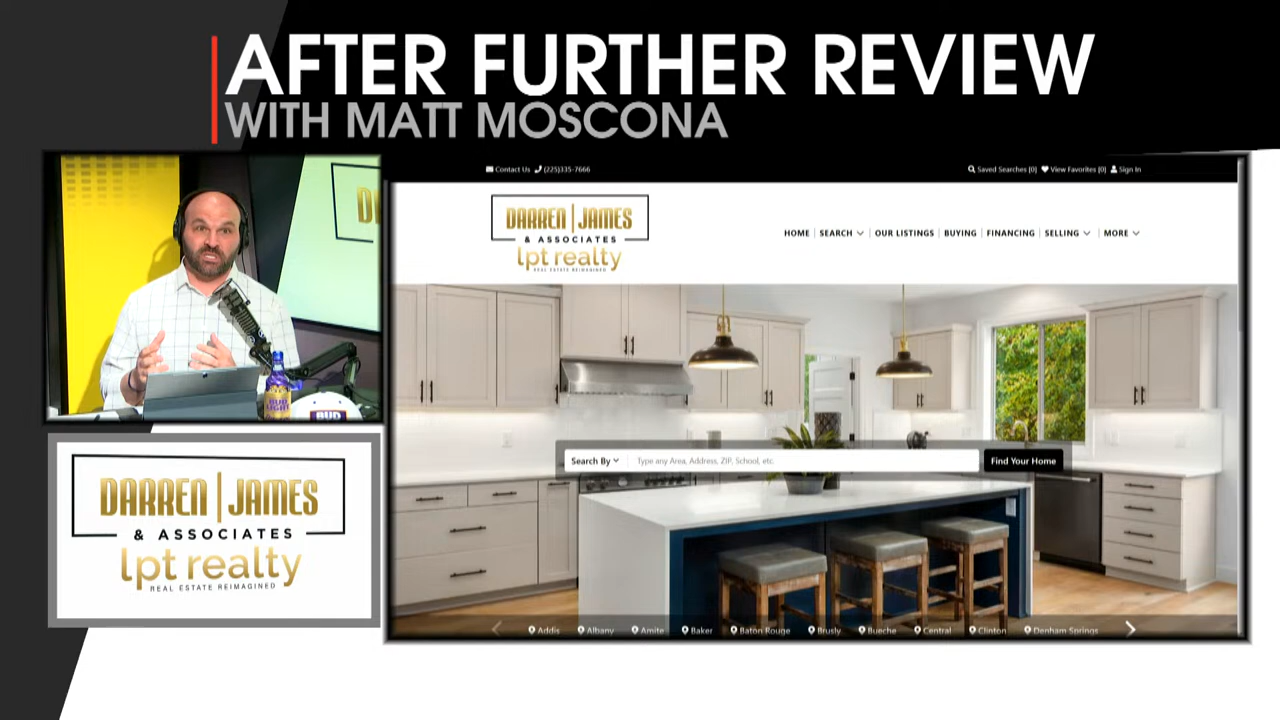 AFTER FURTHER REVIEW
WITH MATT MOSCONA
Contact Us (225)335-7666
Saved Searches [0] View Favorites [0] Sign In
DARREN | JAMES
& ASSOCIATES
lpt realty
REAL ESTATE REIMAGINED
HOME SEARCH OUR LISTINGS BUYING FINANCING SELLING MORE
Search By Type any Area, Address, ZIP, School, etc. Find Your Home
Addis Albany Amite Baker Baton Rouge Brusly Bueche Central Clinton Denham Springs
BUD LIGHT
BUD
DARREN | JAMES
& ASSOCIATES
lpt realty
REAL ESTATE REIMAGINED